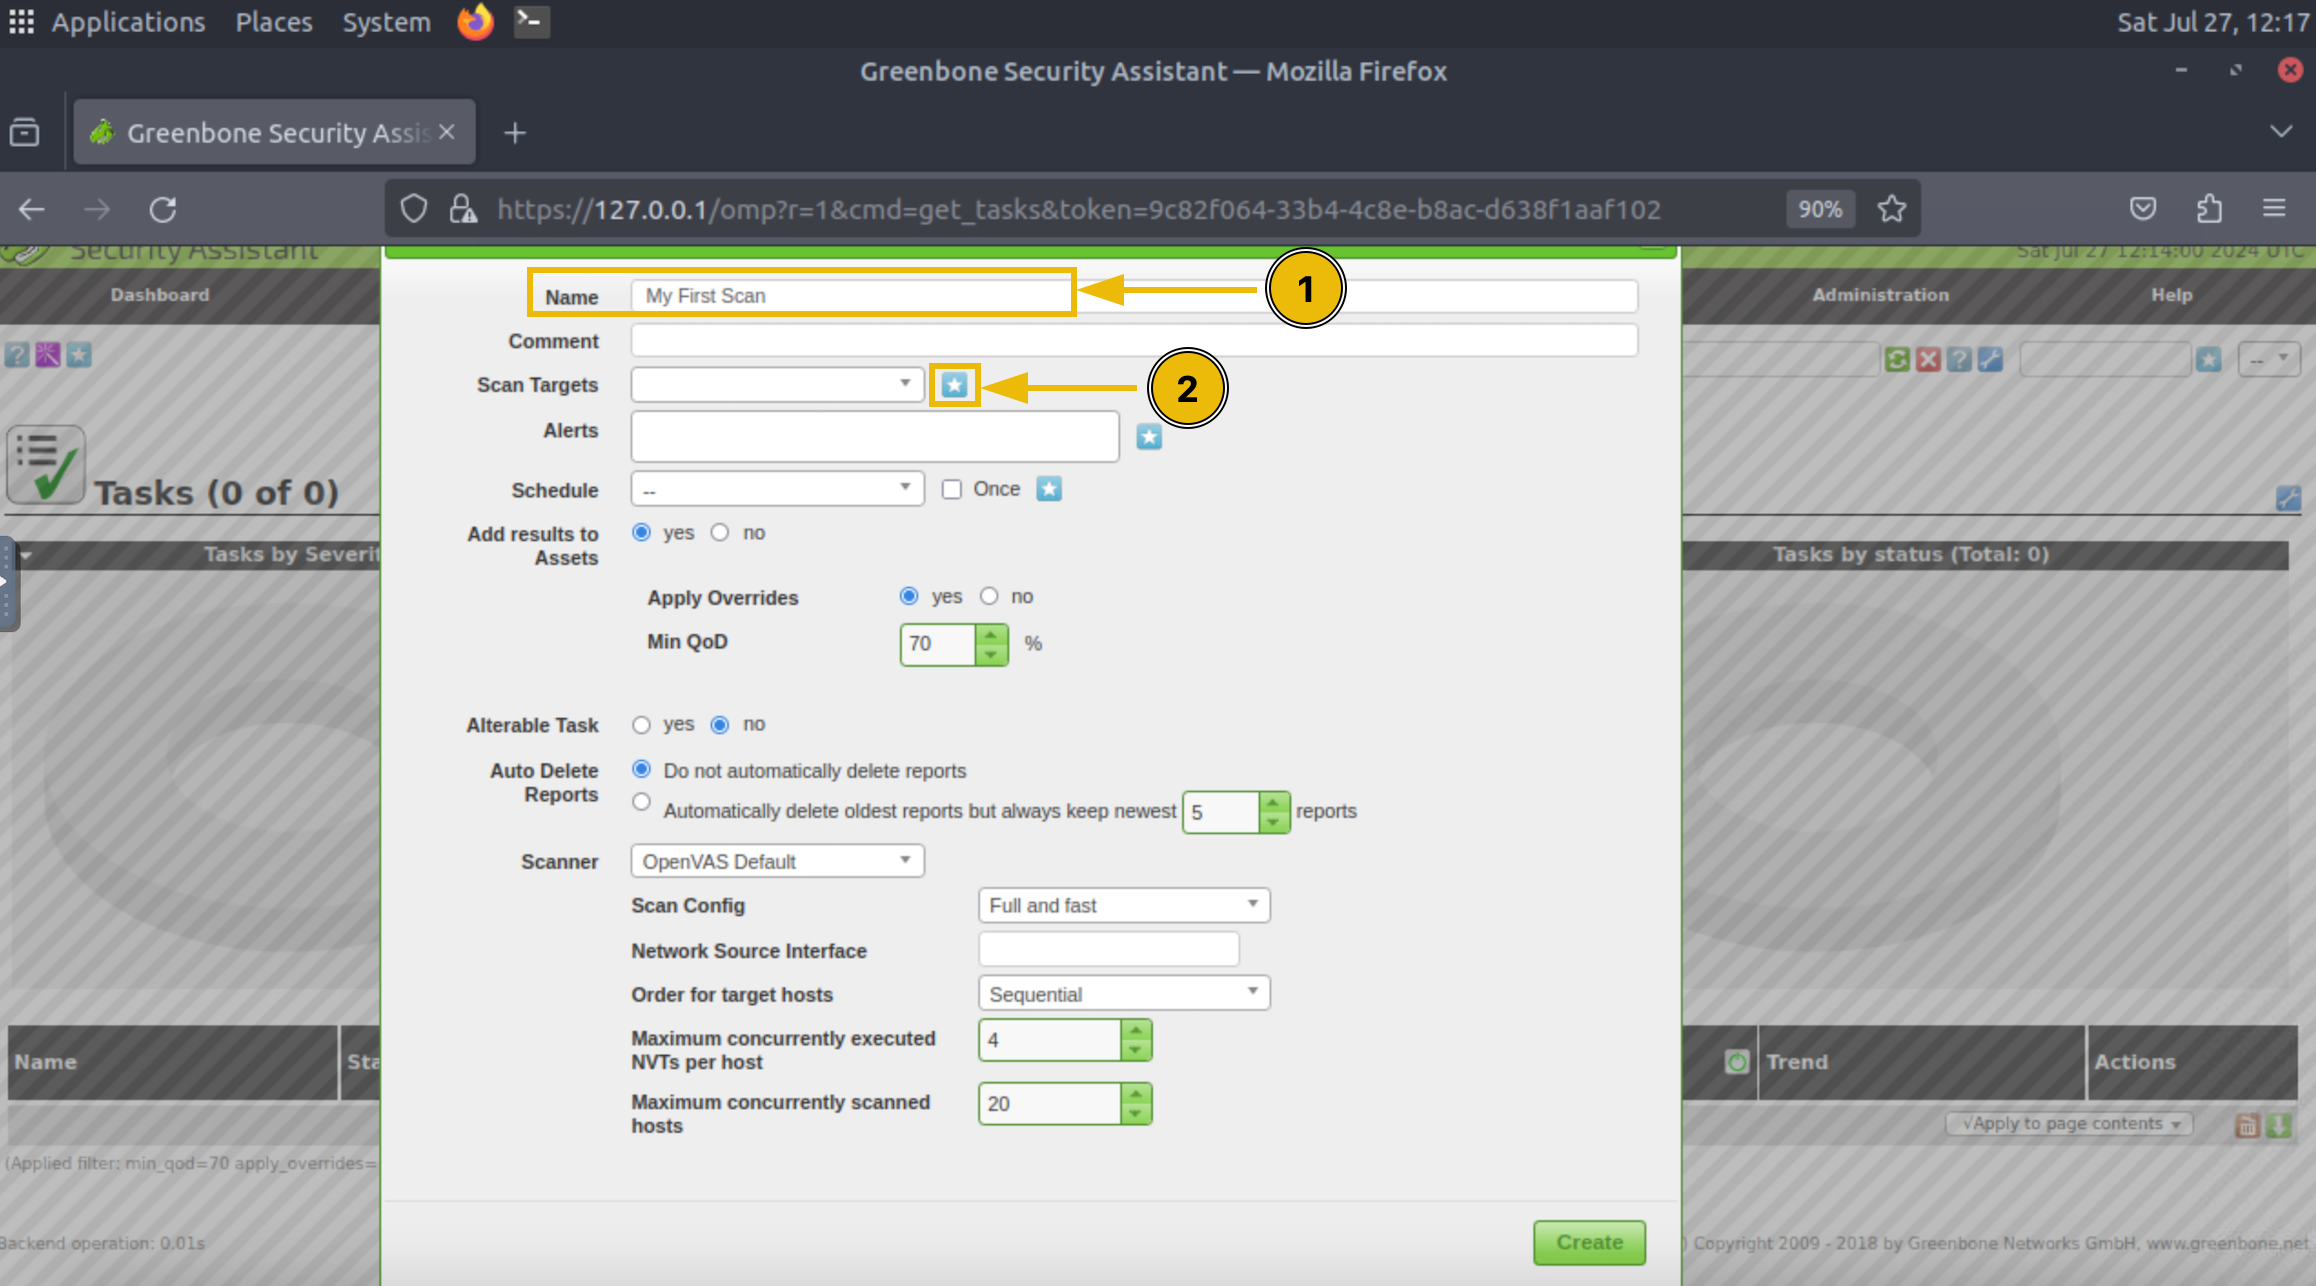 Applications Places System Sat Jul 27, 12:17
Greenbone Security Assistant — Mozilla Firefox
Greenbone Security Assis
https://127.0.0.1/omp?r=1&cmd=get_tasks&token=9c82f064-33b4-4c8e-b8ac-d638f1aaf102 90%
Security Assistant Sat Jul 27 12:14:00 2024 UTC
Dashboard Administration Help
Name My First Scan 1
Comment
Scan Targets 2
--
Alerts
Tasks (0 of 0)
Schedule -- Once
Add results to yes no
Assets
Tasks by Severit Tasks by status (Total: 0)
Apply Overrides yes no
Min QoD 70 %
Alterable Task yes no
Auto Delete Do not automatically delete reports
Reports Automatically delete oldest reports but always keep newest 5 reports
Scanner OpenVAS Default
Scan Config Full and fast
Network Source Interface
Order for target hosts Sequential
Maximum concurrently executed 4
NVTs per host
Name Sta Trend Actions
Maximum concurrently scanned 20
hosts
√Apply to page contents
(Applied filter: min_qod=70 apply_overrides=
Backend operation: 0.01s Create ) Copyright 2009 - 2018 by Greenbone Networks GmbH, www.greenbone.net